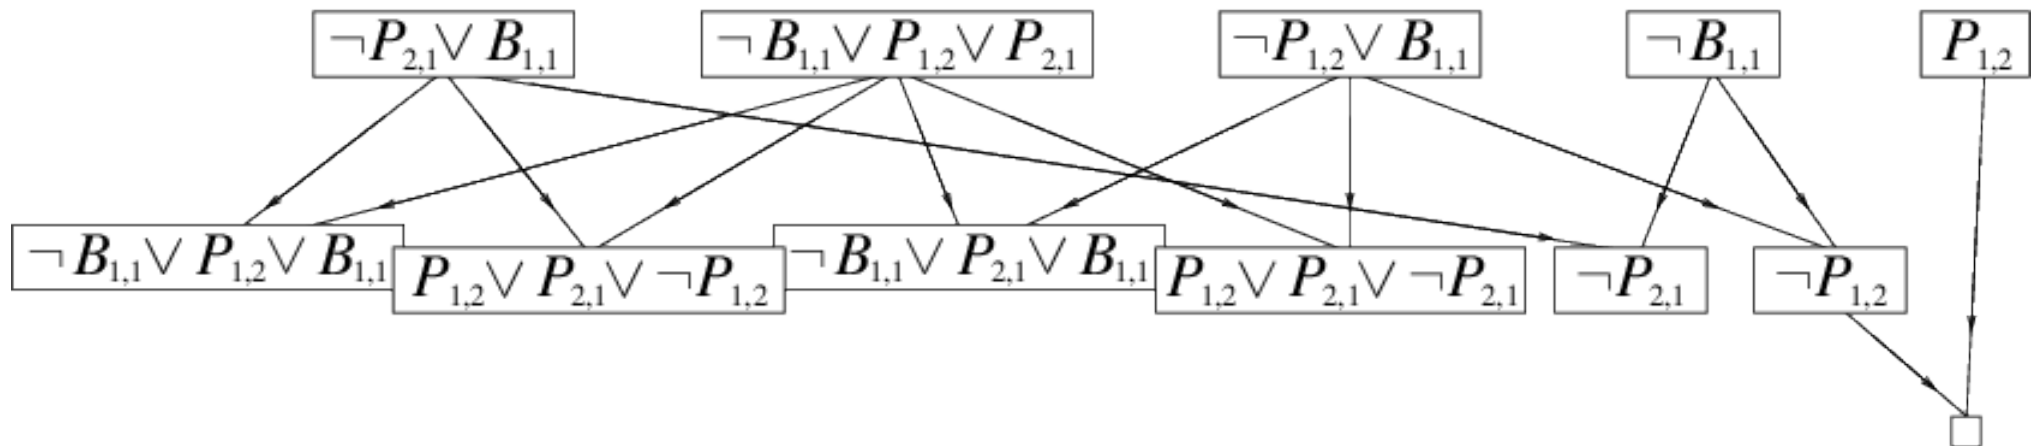 ¬P₂,₁ ∨ B₁,₁ ¬B₁,₁ ∨ P₁,₂ ∨ P₂,₁ ¬P₁,₂ ∨ B₁,₁ ¬B₁,₁ P₁,₂
¬B₁,₁ ∨ P₁,₂ ∨ B₁,₁ P₁,₂ ∨ P₂,₁ ∨ ¬P₁,₂ ¬B₁,₁ ∨ P₂,₁ ∨ B₁,₁ P₁,₂ ∨ P₂,₁ ∨ ¬P₂,₁ ¬P₂,₁ ¬P₁,₂